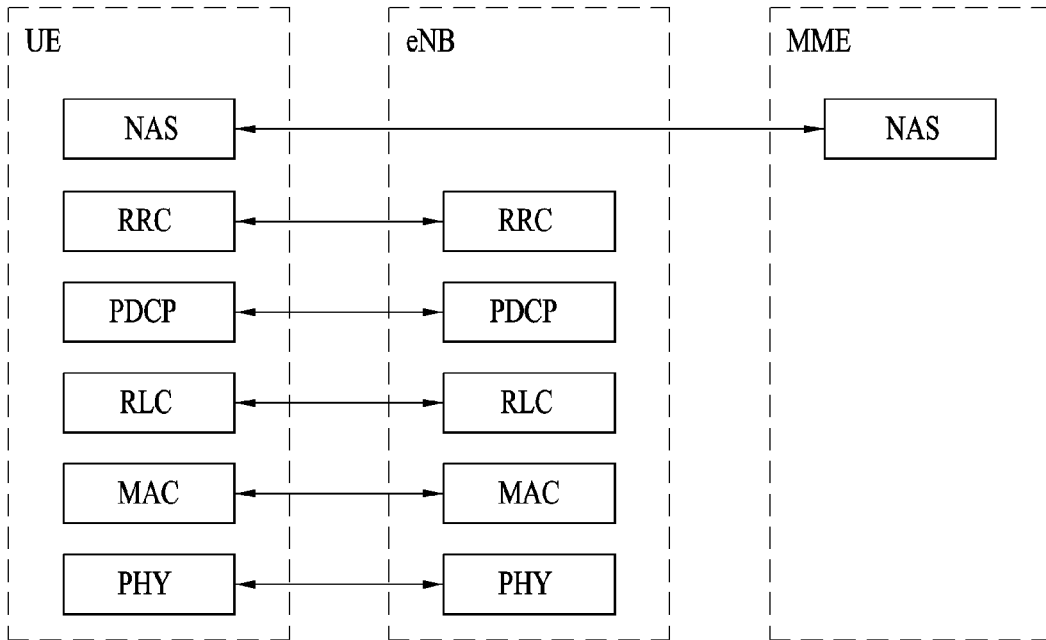 UE
eNB
MME
NAS
NAS
RRC
RRC
PDCP
PDCP
RLC
RLC
MAC
MAC
PHY
PHY